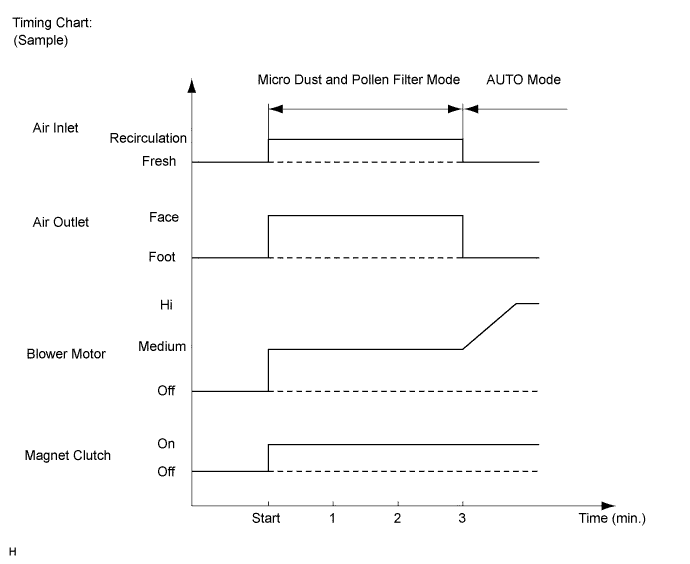 Timing Chart:
(Sample)
Micro Dust and Pollen Filter Mode AUTO Mode
Air Inlet
Recirculation
Fresh
Air Outlet
Face
Foot
Hi
Blower Motor
Medium
Off
Magnet Clutch
On
Off
Start 1 2 3 Time (min.)
H